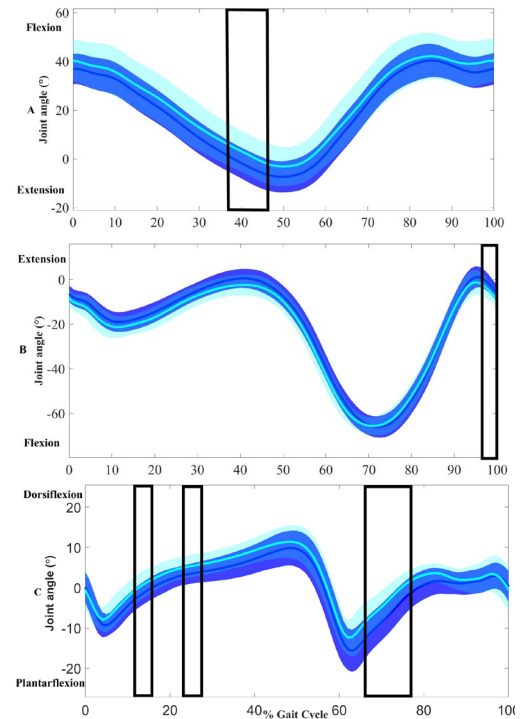 60
Flexion
40
A
Joint angle (°)
20
0
Extension
-20
0 10 20 30 40 50 60 70 80 90 100
Extension
0
-20
B
Joint angle (°)
-40
-60
Flexion
0 10 20 30 40 50 60 70 80 90 100
Dorsiflexion
20
10
0
C
Joint angle (°)
-10
-20
Plantarflexion
0 20 40 60 80 100
% Gait Cycle